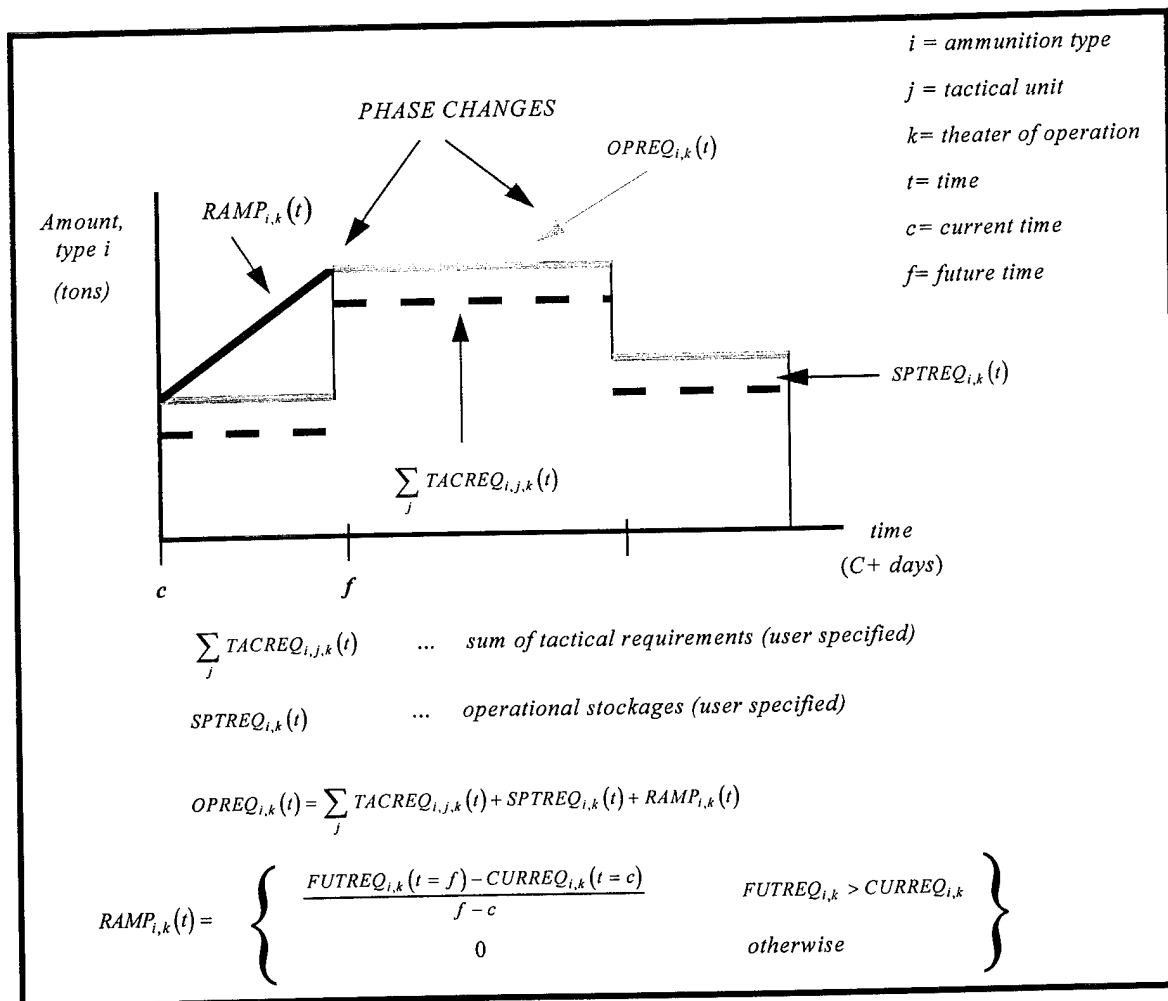 i = ammunition type
j = tactical unit
k= theater of operation
t= time
c= current time
f= future time
PHASE CHANGES
OPREQ_{i,k}(t)
RAMP_{i,k}(t)
Amount,
type i
(tons)
SPTREQ_{i,k}(t)
∑_j TACREQ_{i,j,k}(t)
time
(C+ days)
c
f
∑_j TACREQ_{i,j,k}(t) ... sum of tactical requirements (user specified)
SPTREQ_{i,k}(t) ... operational stockages (user specified)
OPREQ_{i,k}(t) = ∑_j TACREQ_{i,j,k}(t) + SPTREQ_{i,k}(t) + RAMP_{i,k}(t)
FUTREQ_{i,k}(t = f) − CURREQ_{i,k}(t = c)
f − c
FUTREQ_{i,k} > CURREQ_{i,k}
RAMP_{i,k}(t) =
0 otherwise